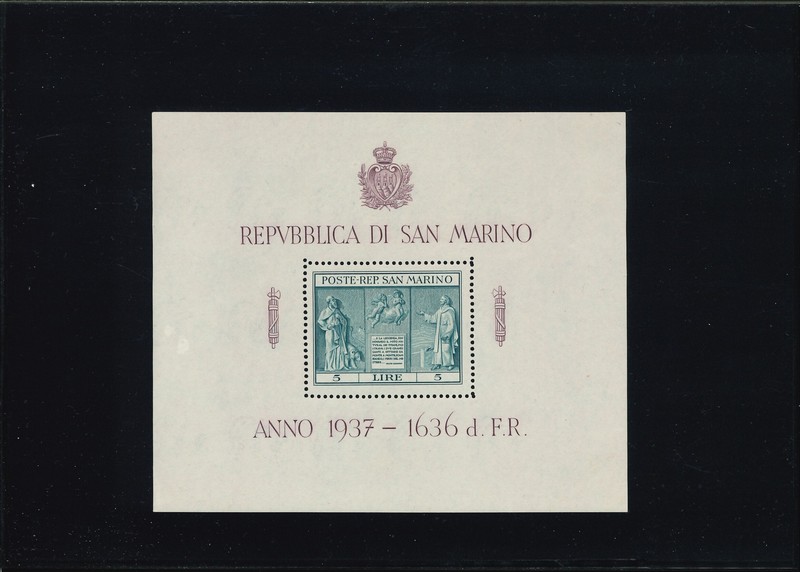 REPVBBLICA DI SAN MARINO
POSTE-REP. SAN MARINO
5 LIRE 5
ANNO 1937 – 1636 d. F.R.